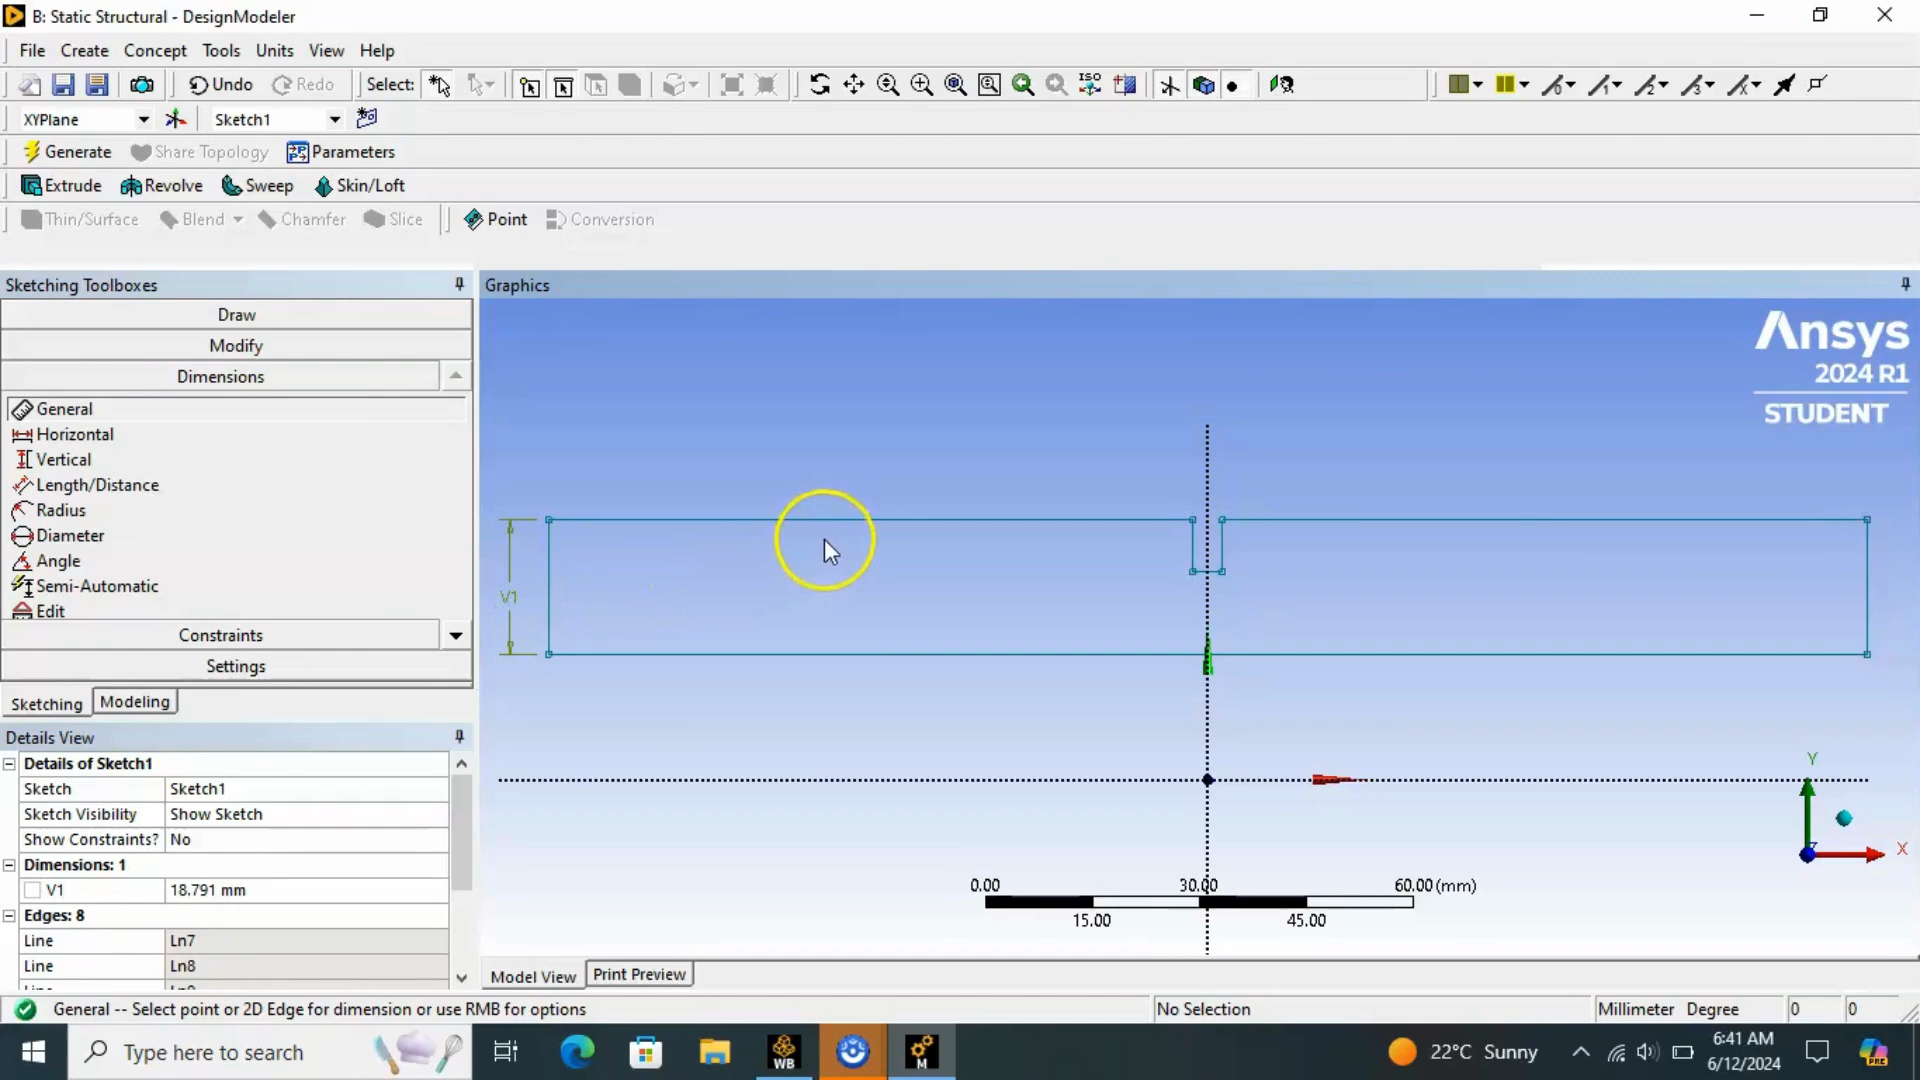 B: Static Structural - DesignModeler
File Create Concept Tools Units View Help
Undo Redo Select: ISO
XYPlane Sketch1
Generate Share Topology Parameters
Extrude Revolve Sweep Skin/Loft
Thin/Surface Blend Chamfer Slice Point Conversion
Sketching Toolboxes
Draw
Modify
Dimensions
General
Horizontal
Vertical
Length/Distance
Radius
Diameter
Angle
Semi-Automatic
Edit
Constraints
Settings
Sketching Modeling
Details View
Details of Sketch1
Sketch Sketch1
Sketch Visibility Show Sketch
Show Constraints? No
Dimensions: 1
V1 18.791 mm
Edges: 8
Line Ln7
Line Ln8
Graphics
Ansys
2024 R1
STUDENT
V1
Y
X
0.00 30.00 60.00 (mm)
15.00 45.00
Model View Print Preview
General -- Select point or 2D Edge for dimension or use RMB for options No Selection Millimeter Degree 0 0
Type here to search WB M 22°C Sunny 6:41 AM
6/12/2024
PRE